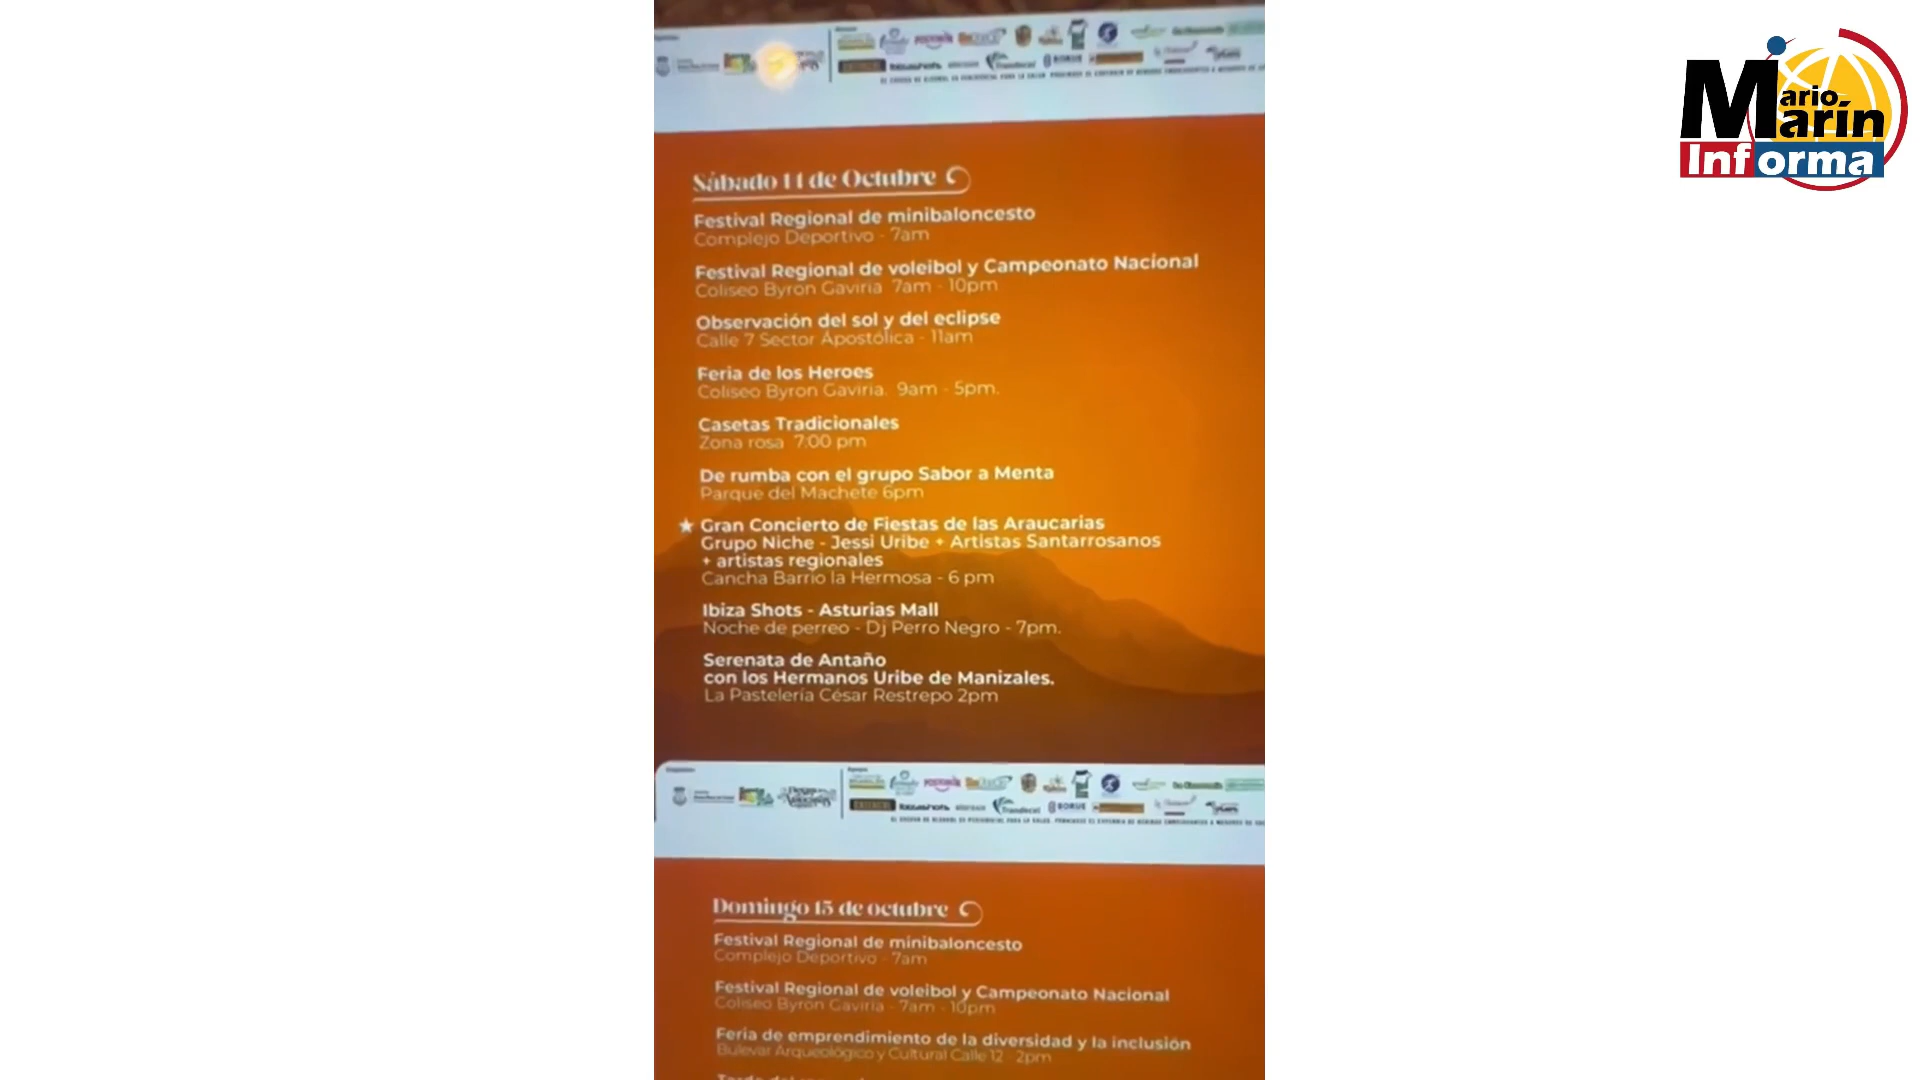 Mario
Marín
Informa
Sábado 14 de Octubre
Festival Regional de minibaloncesto
Complejo Deportivo - 7am
Festival Regional de voleibol y Campeonato Nacional
Coliseo Byron Gaviria 7am - 10pm
Observación del sol y del eclipse
Calle 7 Sector Apostólica - 11am
Feria de los Heroes
Coliseo Byron Gaviria. 9am - 5pm.
Casetas Tradicionales
Zona rosa 7:00 pm
De rumba con el grupo Sabor a Menta
Parque del Machete 6pm
★ Gran Concierto de Fiestas de las Araucarias
Grupo Niche - Jessi Uribe + Artistas Santarrosanos
+ artistas regionales
Cancha Barrio la Hermosa - 6 pm
Ibiza Shots - Asturias Mall
Noche de perreo - Dj Perro Negro - 7pm.
Serenata de Antaño
con los Hermanos Uribe de Manizales.
La Pastelería César Restrepo 2pm
Domingo 15 de octubre
Festival Regional de minibaloncesto
Complejo Deportivo - 7am
Festival Regional de voleibol y Campeonato Nacional
Coliseo Byron Gaviria - 7am - 10pm
Feria de emprendimiento de la diversidad y la inclusión
Bulevar Arqueológico y Cultural Calle 12 - 2pm